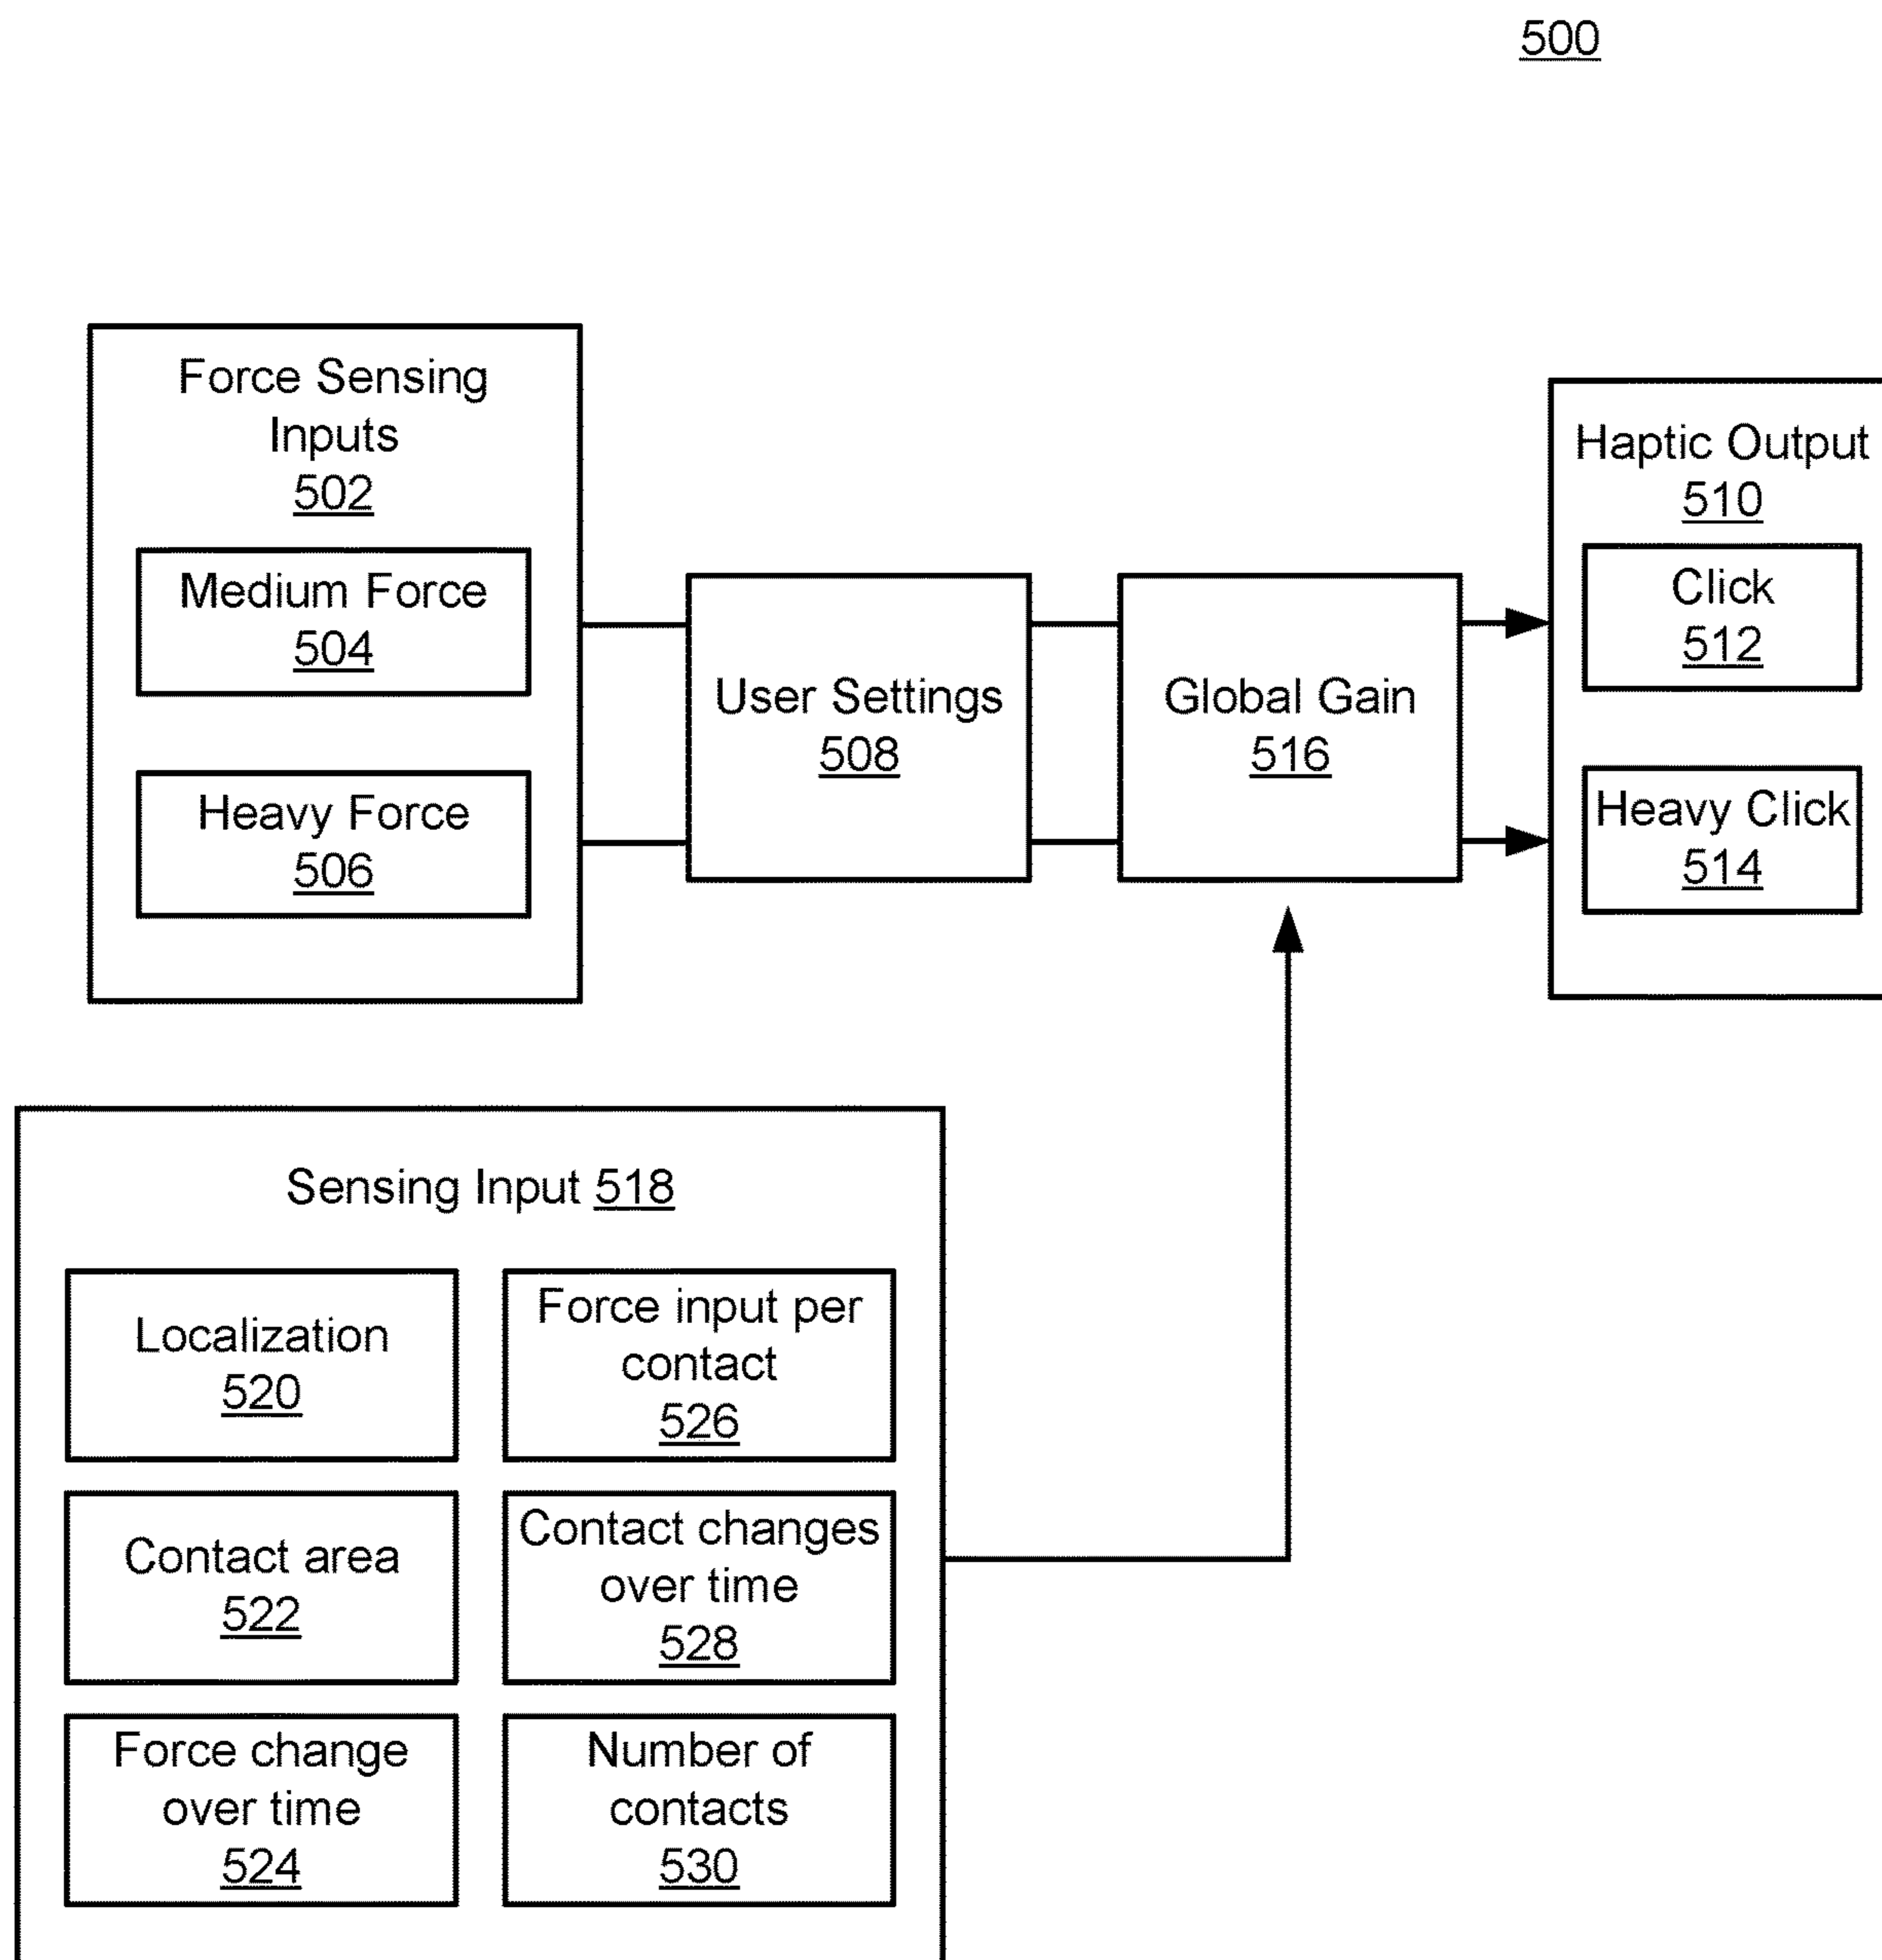 500
Force Sensing
Inputs
502
Medium Force
504
Heavy Force
506
User Settings
508
Global Gain
516
Haptic Output
510
Click
512
Heavy Click
514
Sensing Input 518
Localization
520
Force input per
contact
526
Contact area
522
Contact changes
over time
528
Force change
over time
524
Number of
contacts
530